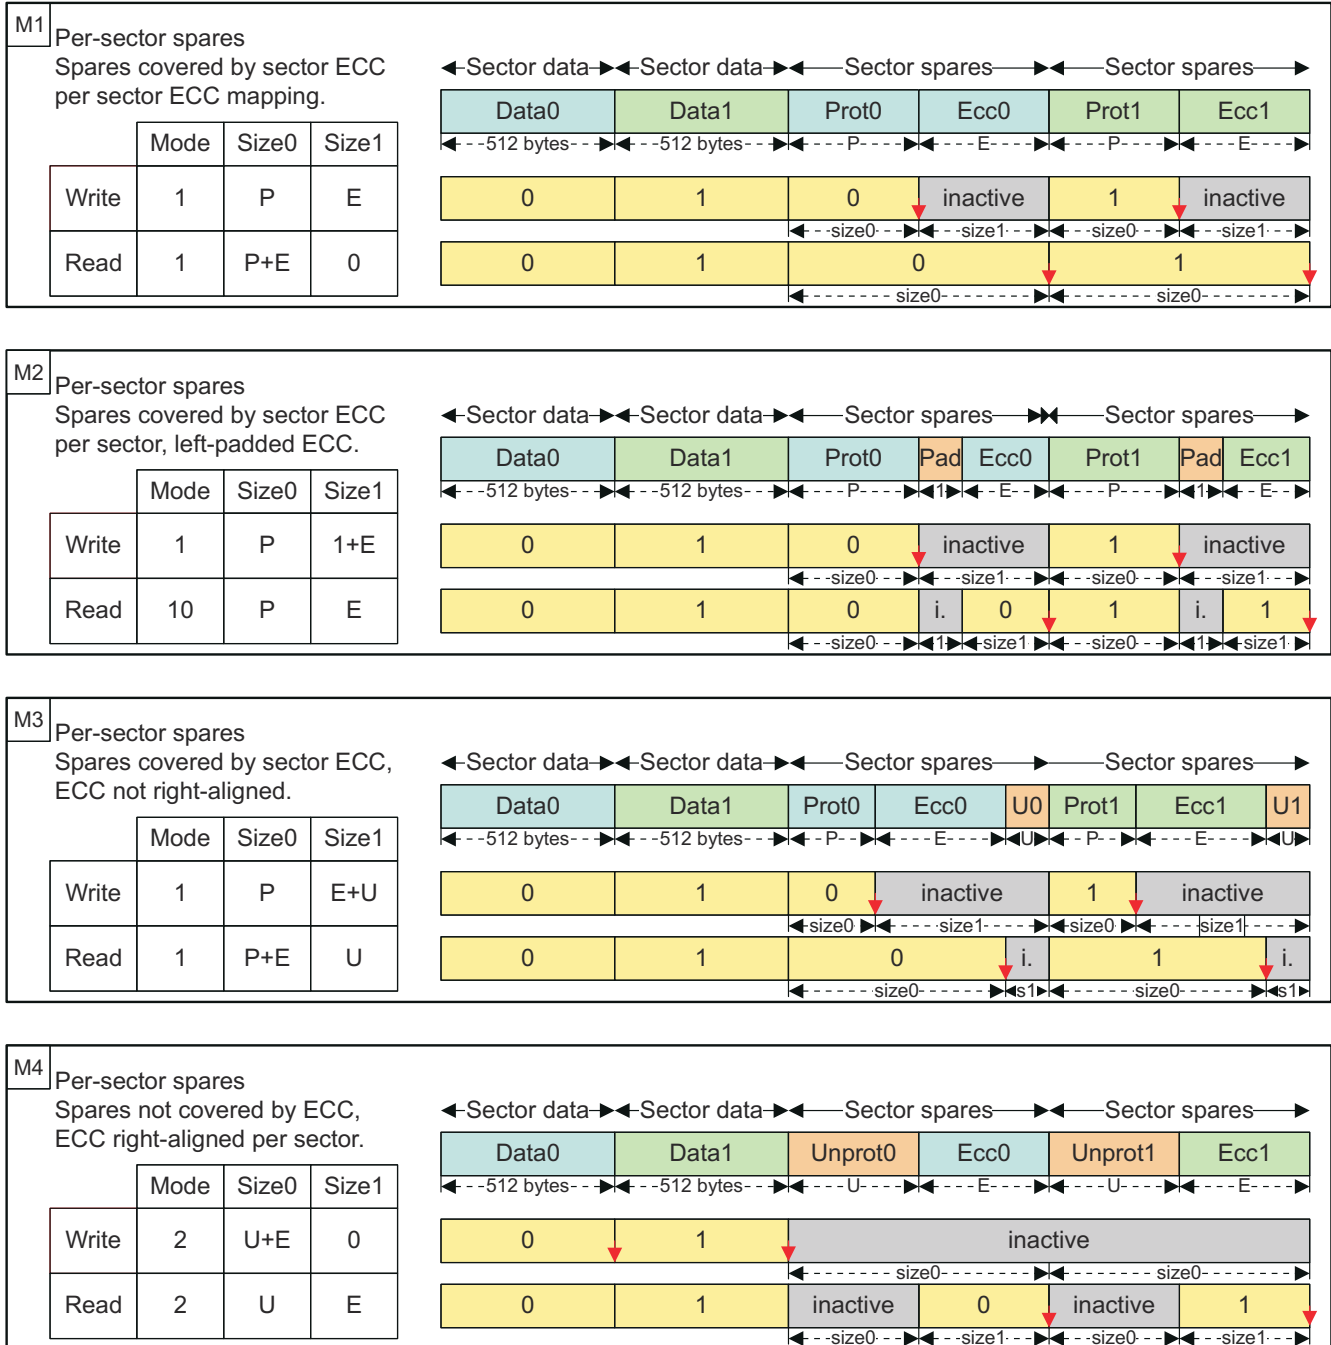 M1
Per-sector spares
Spares covered by sector ECC
per sector ECC mapping.
Mode Size0 Size1
Write 1 P E
Read 1 P+E 0
Sector data Sector data Sector spares Sector spares
Data0 Data1 Prot0 Ecc0 Prot1 Ecc1
512 bytes 512 bytes P E P E
0 1 0 inactive 1 inactive
size0 size1 size0 size1
0 1 0 1
size0 size0
M2
Per-sector spares
Spares covered by sector ECC
per sector, left-padded ECC.
Mode Size0 Size1
Write 1 P 1+E
Read 10 P E
Sector data Sector data Sector spares Sector spares
Data0 Data1 Prot0 Pad Ecc0 Prot1 Pad Ecc1
512 bytes 512 bytes P 1 E P 1 E
0 1 0 inactive 1 inactive
size0 size1 size0 size1
0 1 0 i. 0 1 i. 1
size0 1 size1 size0 1 size1
M3
Per-sector spares
Spares covered by sector ECC,
ECC not right-aligned.
Mode Size0 Size1
Write 1 P E+U
Read 1 P+E U
Sector data Sector data Sector spares Sector spares
Data0 Data1 Prot0 Ecc0 U0 Prot1 Ecc1 U1
512 bytes 512 bytes P E U P E U
0 1 0 inactive 1 inactive
size0 size1 size0 size1
0 1 0 i. 1 i.
size0 s1 size0 s1
M4
Per-sector spares
Spares not covered by ECC,
ECC right-aligned per sector.
Mode Size0 Size1
Write 2 U+E 0
Read 2 U E
Sector data Sector data Sector spares Sector spares
Data0 Data1 Unprot0 Ecc0 Unprot1 Ecc1
512 bytes 512 bytes U E U E
0 1 inactive
size0 size0
0 1 inactive 0 inactive 1
size0 size1 size0 size1